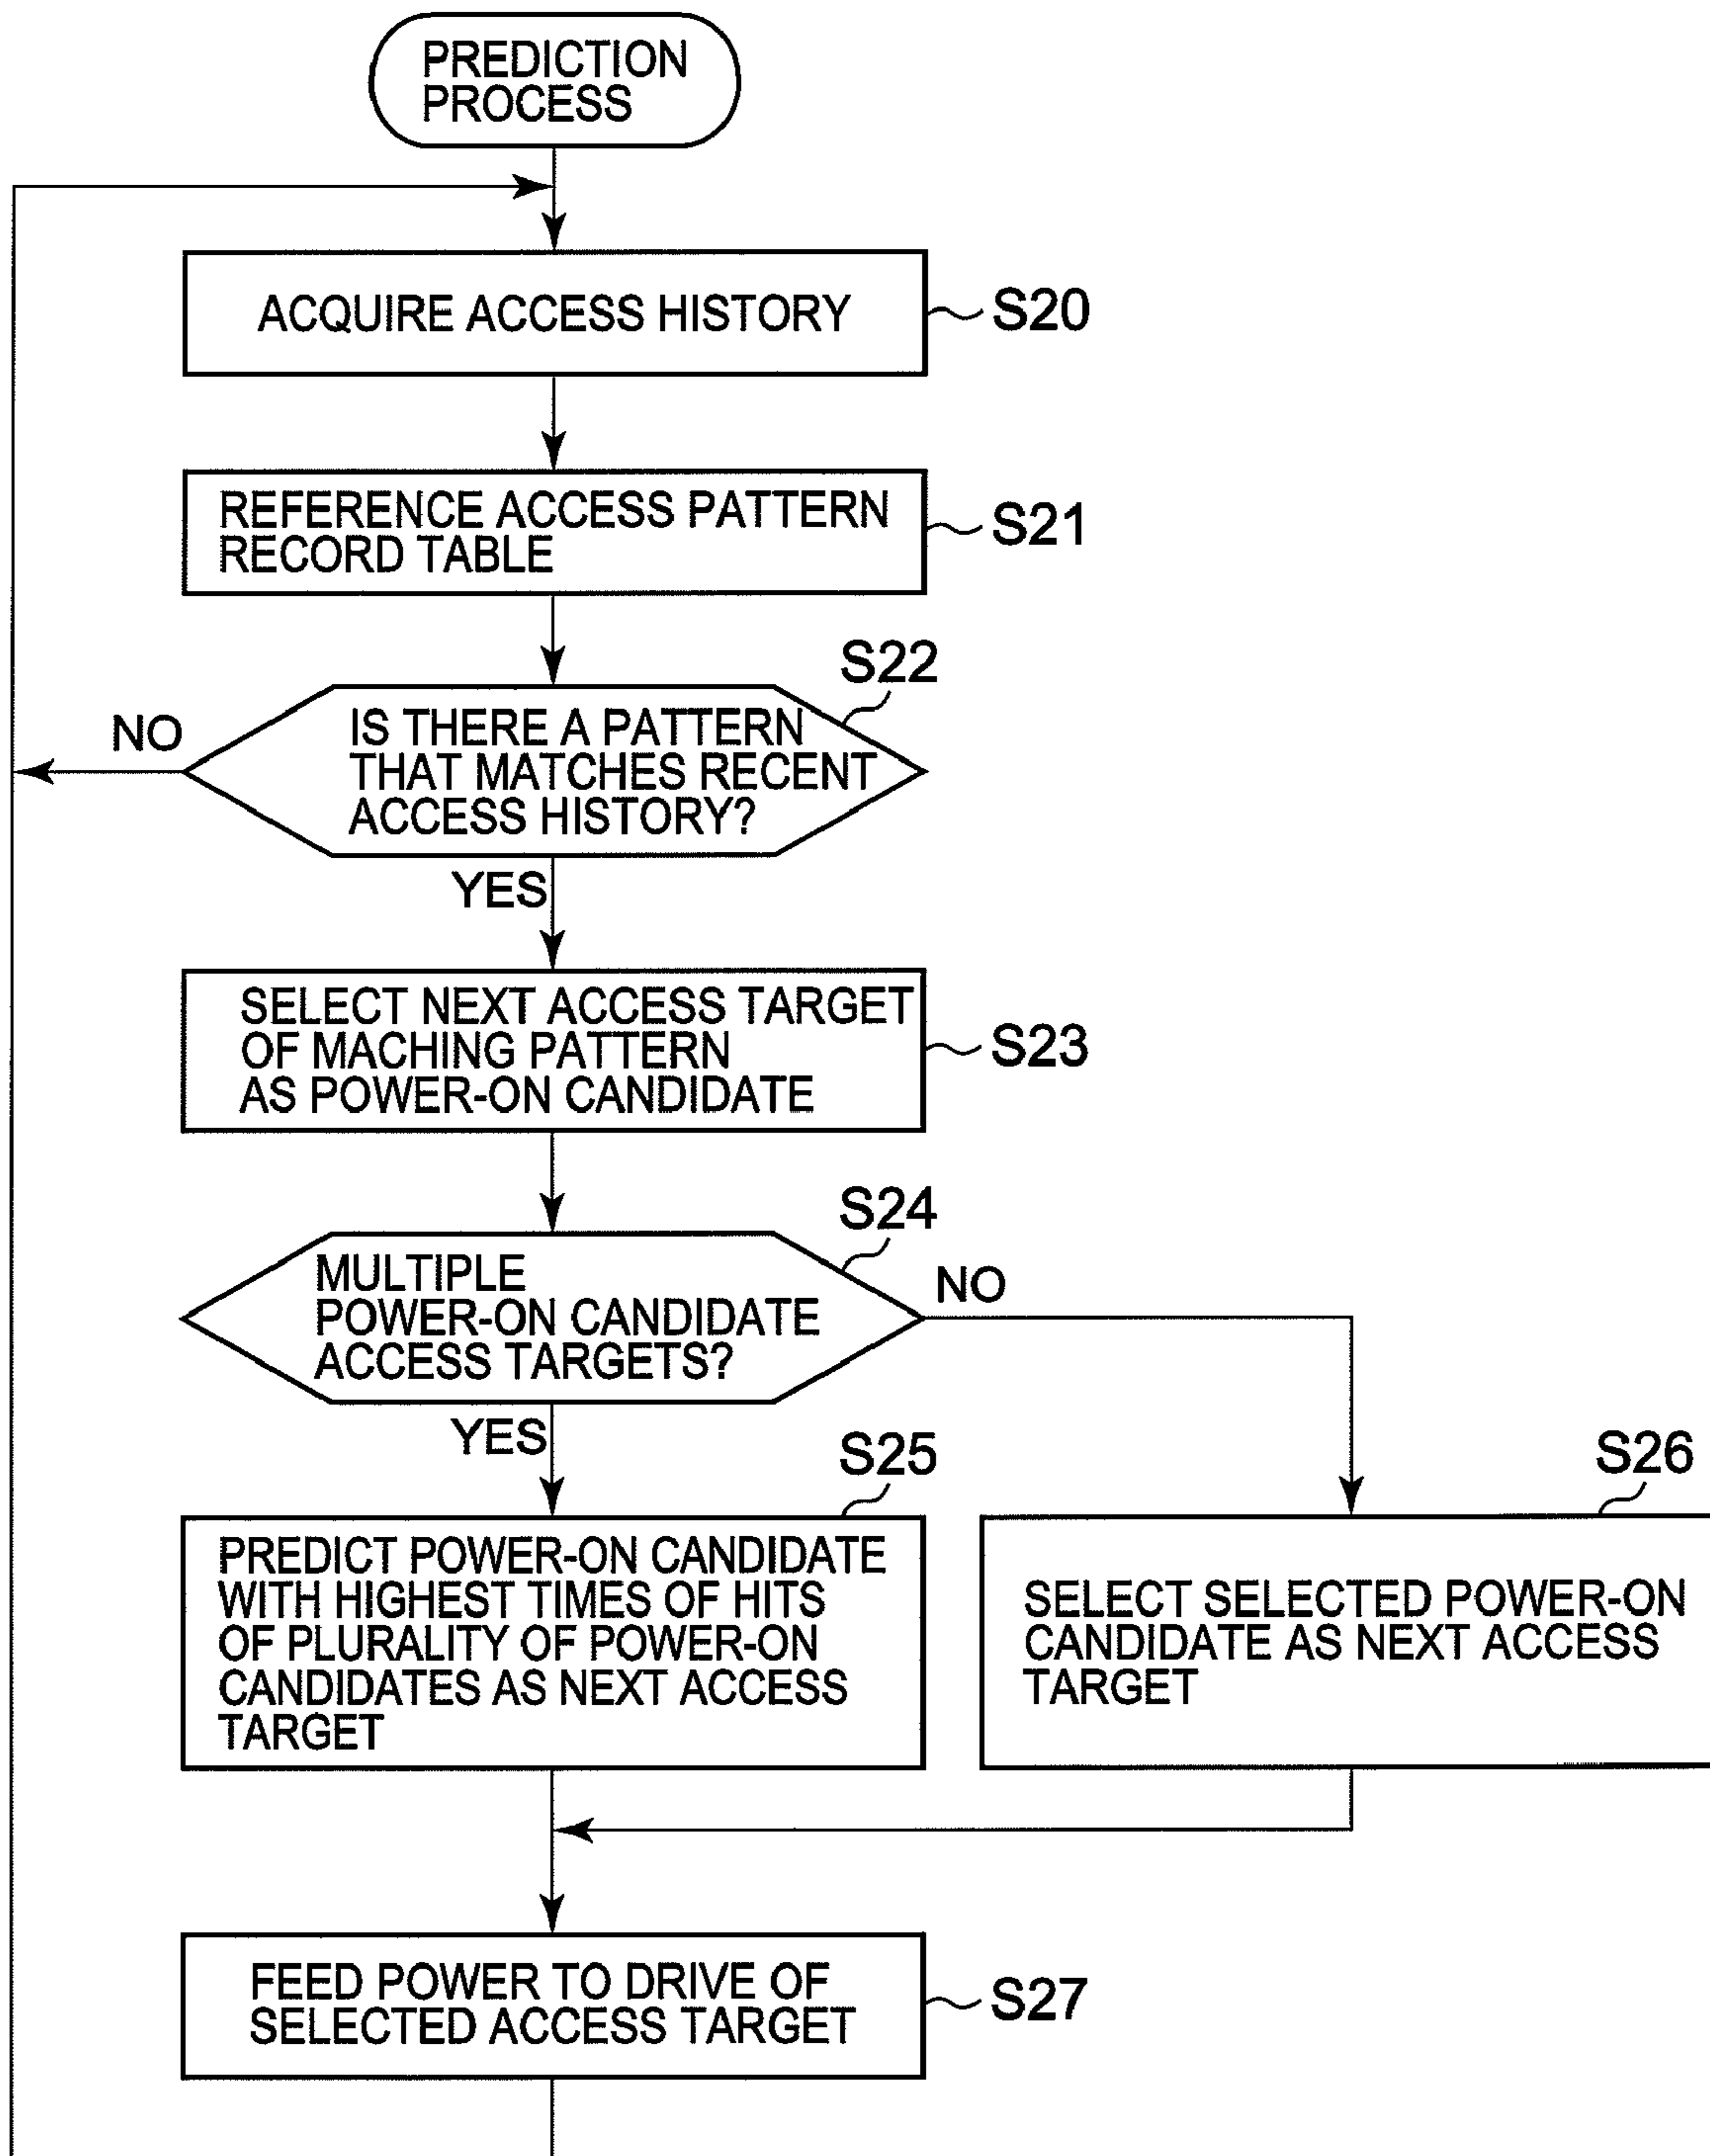 PREDICTION
PROCESS
ACQUIRE ACCESS HISTORY
S20
REFERENCE ACCESS PATTERN
RECORD TABLE
S21
S22
NO
IS THERE A PATTERN
THAT MATCHES RECENT
ACCESS HISTORY?
YES
SELECT NEXT ACCESS TARGET
OF MACHING PATTERN
AS POWER-ON CANDIDATE
S23
S24
MULTIPLE
POWER-ON CANDIDATE
ACCESS TARGETS?
NO
YES
S25
PREDICT POWER-ON CANDIDATE
WITH HIGHEST TIMES OF HITS
OF PLURALITY OF POWER-ON
CANDIDATES AS NEXT ACCESS
TARGET
S26
SELECT SELECTED POWER-ON
CANDIDATE AS NEXT ACCESS
TARGET
FEED POWER TO DRIVE OF
SELECTED ACCESS TARGET
S27